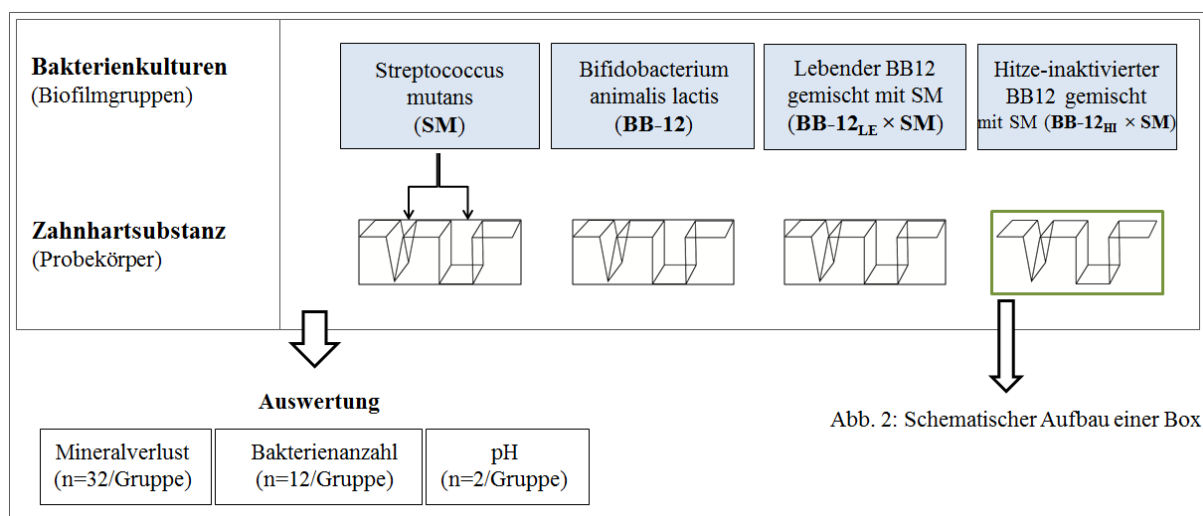 Bakterienkulturen
(Biofilmgruppen)
Streptococcus
mutans
(SM)
Bifidobacterium
animalis lactis
(BB-12)
Lebender BB12
gemischt mit SM
(BB-12LE × SM)
Hitze-inaktivierter
BB12 gemischt
mit SM (BB-12HI × SM)
Zahnhartsubstanz
(Probekörper)
Auswertung
Mineralverlust
(n=32/Gruppe)
Bakterienanzahl
(n=12/Gruppe)
pH
(n=2/Gruppe)
Abb. 2: Schematischer Aufbau einer Box